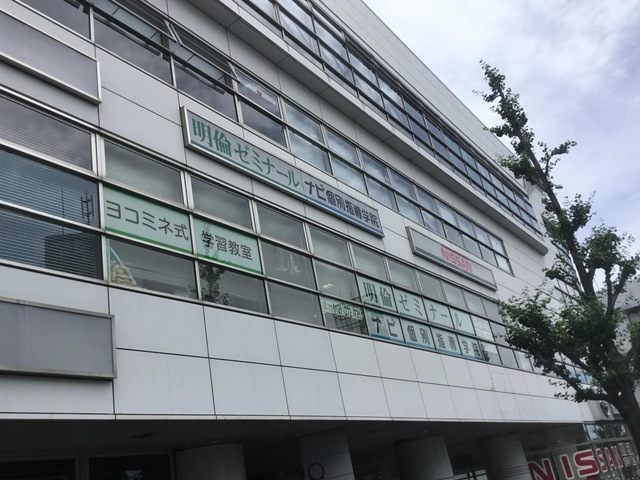 明倫ゼミナール ナビ個別指導学院
NISSAN
ヨコミネ式 学習教室
明倫ゼミナール
ナビ個別指導学院
NISSAN